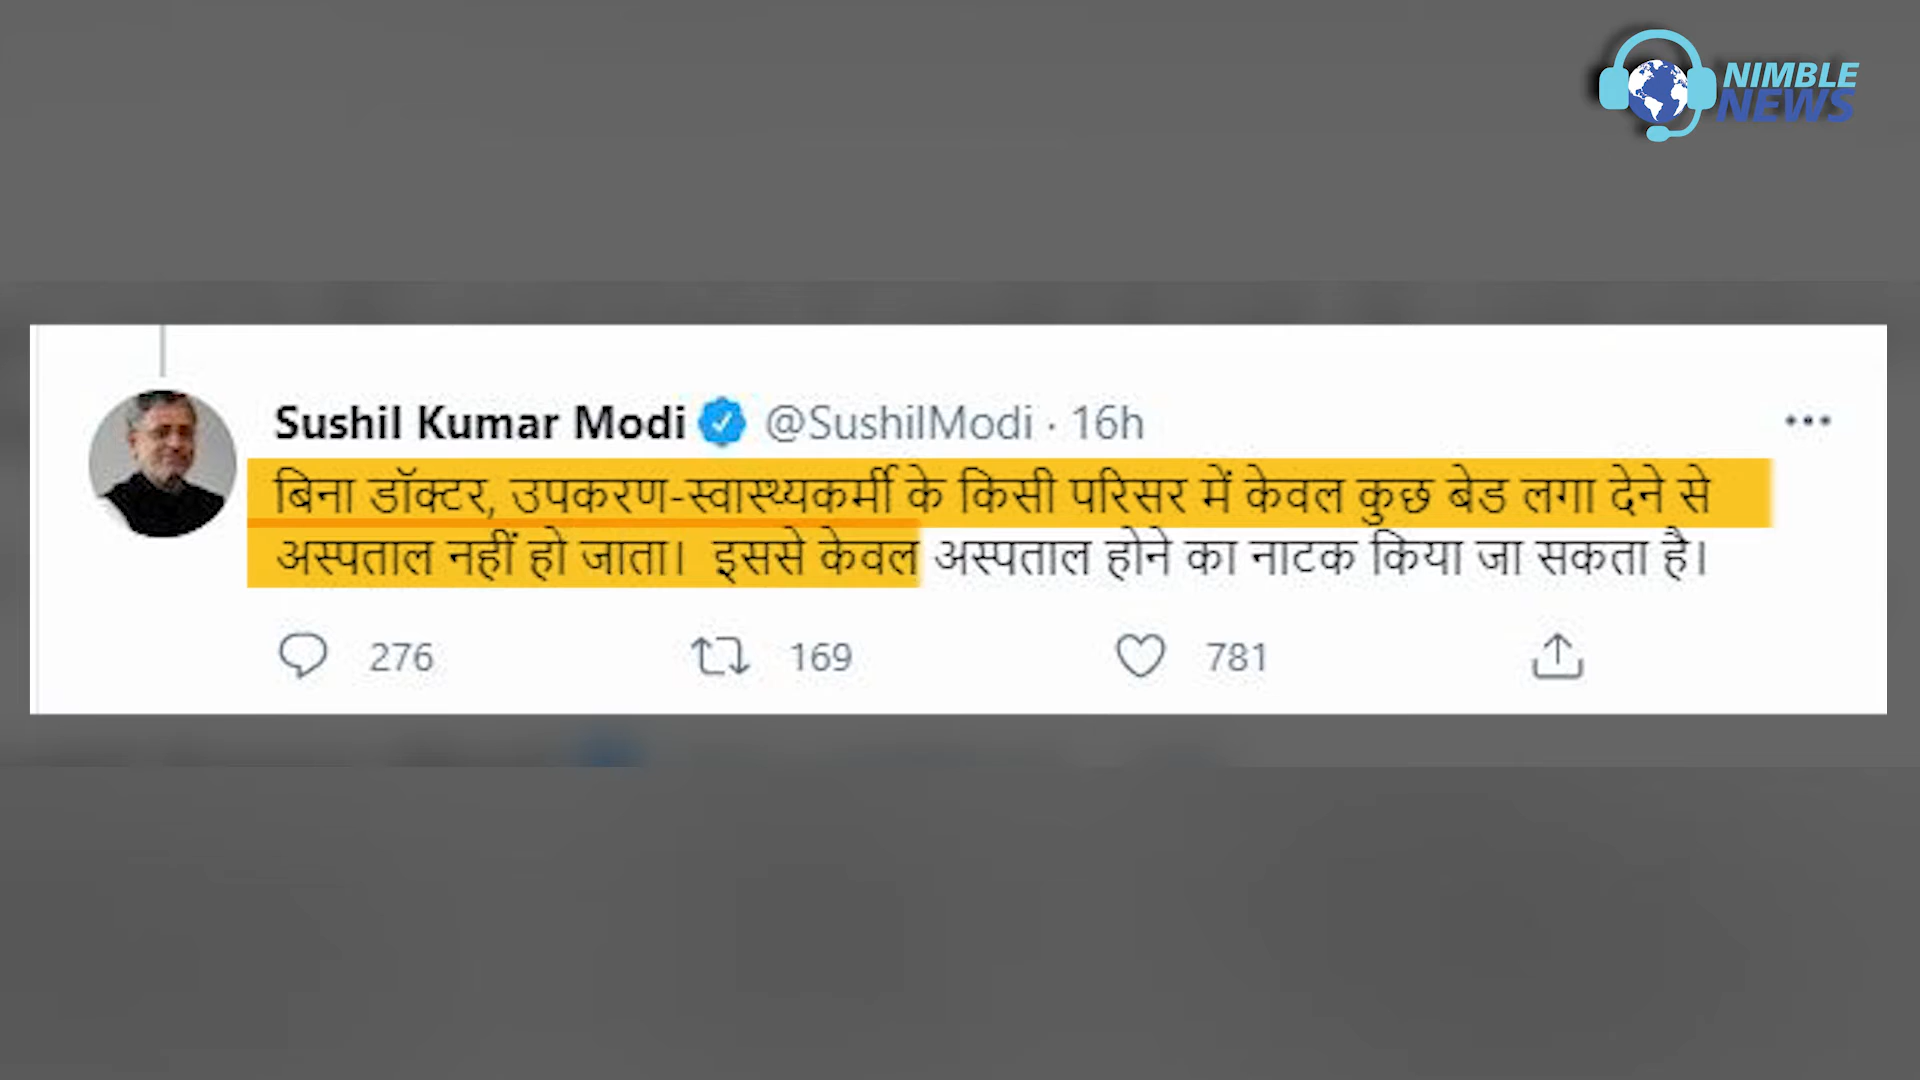 NIMBLE
NEWS
Sushil Kumar Modi @SushilModi · 16h
बिना डॉक्टर, उपकरण-स्वास्थ्यकर्मी के किसी परिसर में केवल कुछ बेड लगा देने से
अस्पताल नहीं हो जाता। इससे केवल अस्पताल होने का नाटक किया जा सकता है।
276 169 781